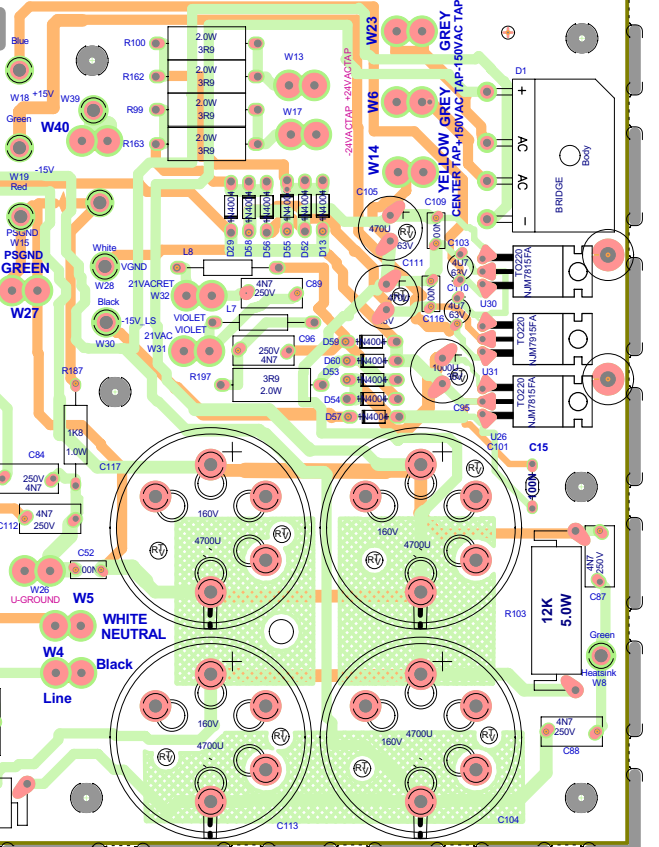 Blue
W18
+15V
W39
Green
W40
W19
Red
-15V
PSGND
W15
PSGND
GREEN
W27
R100
2.0W
3R9
R162
2.0W
3R9
R99
2.0W
3R9
R163
2.0W
3R9
W13
W17
-24VACTAP +24VACTAP
W23
W6
W14
GREY
-150VAC TAP
GREY
+150VAC TAP
YELLOW
CENTER TAP
D1
+
AC
AC
-
BRIDGE
Body
1N4004
D29
D58
D56
D55
D52
D13
C105
470U
63V
C109
C103
4U7
63V
C111
C110
4U7
63V
C116
U30
U31
U26
TO220
NJM7815FA
TO220
NJM7915FA
TO220
NJM7815FA
White
VGND
W28
Black
-15V_LS
W30
L8
21VACRET
W32
4N7
250V
C89
L7
VIOLET
VIOLET
21VAC
W31
250V
4N7
C96
R197
3R9
2.0W
D59
D60
D53
D54
D57
1N4004
1000U
C95
C101
C15
100N
R187
1K8
1.0W
C84
250V
4N7
C117
C112
4N7
250V
C52
W26
U-GROUND
W5
WHITE
NEUTRAL
W4
Black
Line
160V
4700U
160V
4700U
160V
4700U
160V
4700U
C113
C104
R103
12K
5.0W
4N7
250V
C87
Green
Heatsink
W8
4N7
250V
C88